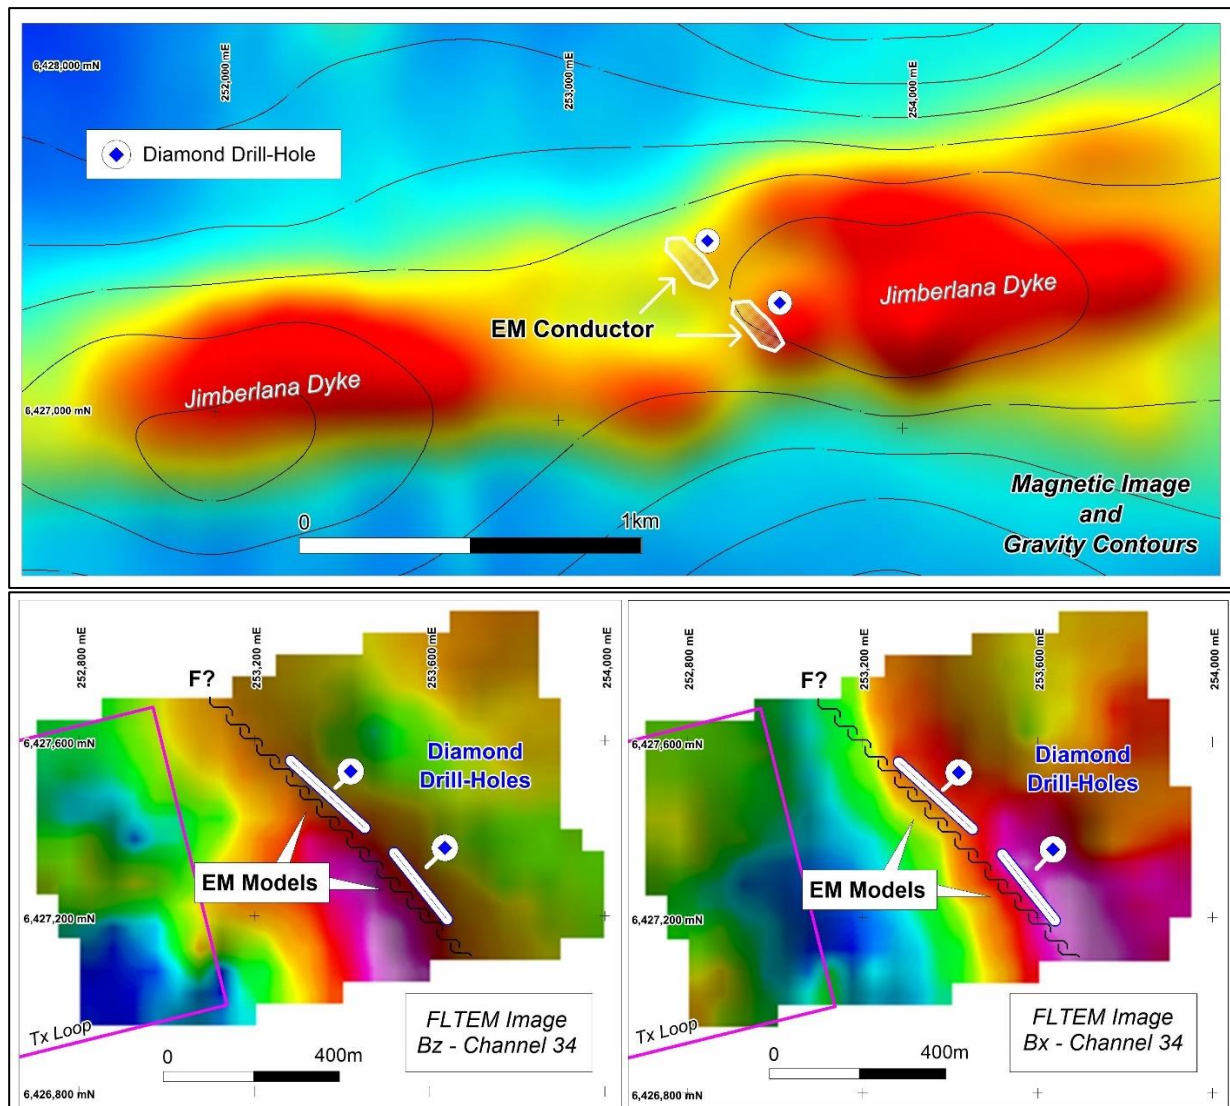 6,428,000 mN
252,000 mE
253,000 mE
254,000 mE
Diamond Drill-Hole
Jimberlana Dyke
EM Conductor
Jimberlana Dyke
6,427,000 mN
0
1km
Magnetic Image
and
Gravity Contours
252,800 mE
253,200 mE
253,600 mE
254,000 mE
F?
6,427,600 mN
Diamond
Drill-Holes
EM Models
6,427,200 mN
Tx Loop
FLTEM Image
Bz - Channel 34
0
400m
6,426,800 mN
252,800 mE
253,200 mE
253,600 mE
254,000 mE
F?
6,427,600 mN
Diamond
Drill-Holes
EM Models
6,427,200 mN
Tx Loop
FLTEM Image
Bx - Channel 34
0
400m
6,426,800 mN